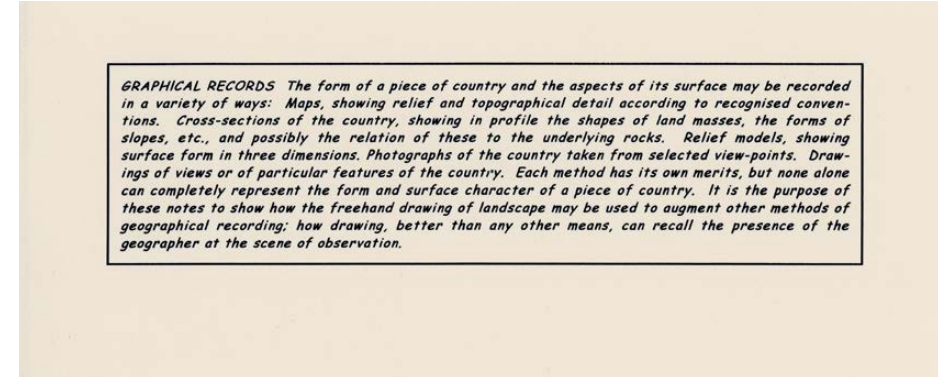 GRAPHICAL RECORDS The form of a piece of country and the aspects of its surface may be recorded
in a variety of ways: Maps, showing relief and topographical detail according to recognised conven-
tions. Cross-sections of the country, showing in profile the shapes of land masses, the forms of
slopes, etc., and possibly the relation of these to the underlying rocks. Relief models, showing
surface form in three dimensions. Photographs of the country taken from selected view-points. Draw-
ings of views or of particular features of the country. Each method has its own merits, but none alone
can completely represent the form and surface character of a piece of country. It is the purpose of
these notes to show how the freehand drawing of landscape may be used to augment other methods of
geographical recording; how drawing, better than any other means, can recall the presence of the
geographer at the scene of observation.